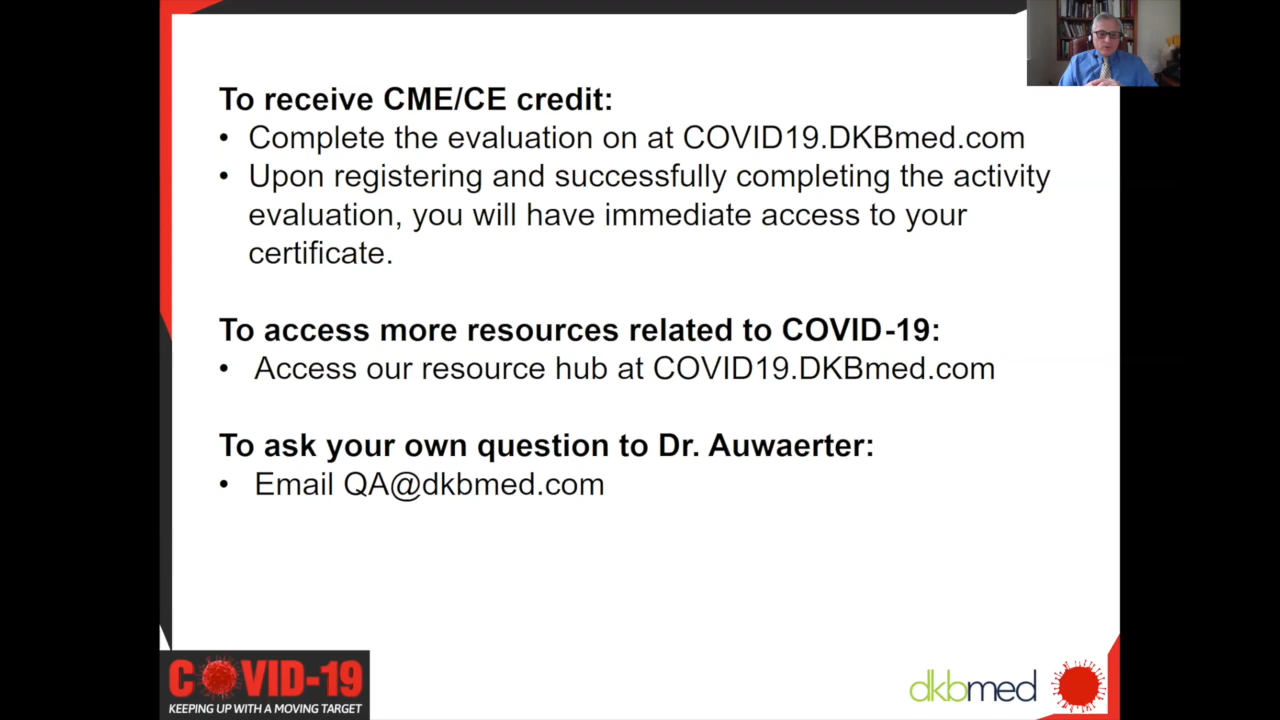 To receive CME/CE credit:
• Complete the evaluation on at COVID19.DKBmed.com
• Upon registering and successfully completing the activity
evaluation, you will have immediate access to your
certificate.
To access more resources related to COVID-19:
• Access our resource hub at COVID19.DKBmed.com
To ask your own question to Dr. Auwaerter:
• Email QA@dkbmed.com
COVID-19
KEEPING UP WITH A MOVING TARGET
dkbmed